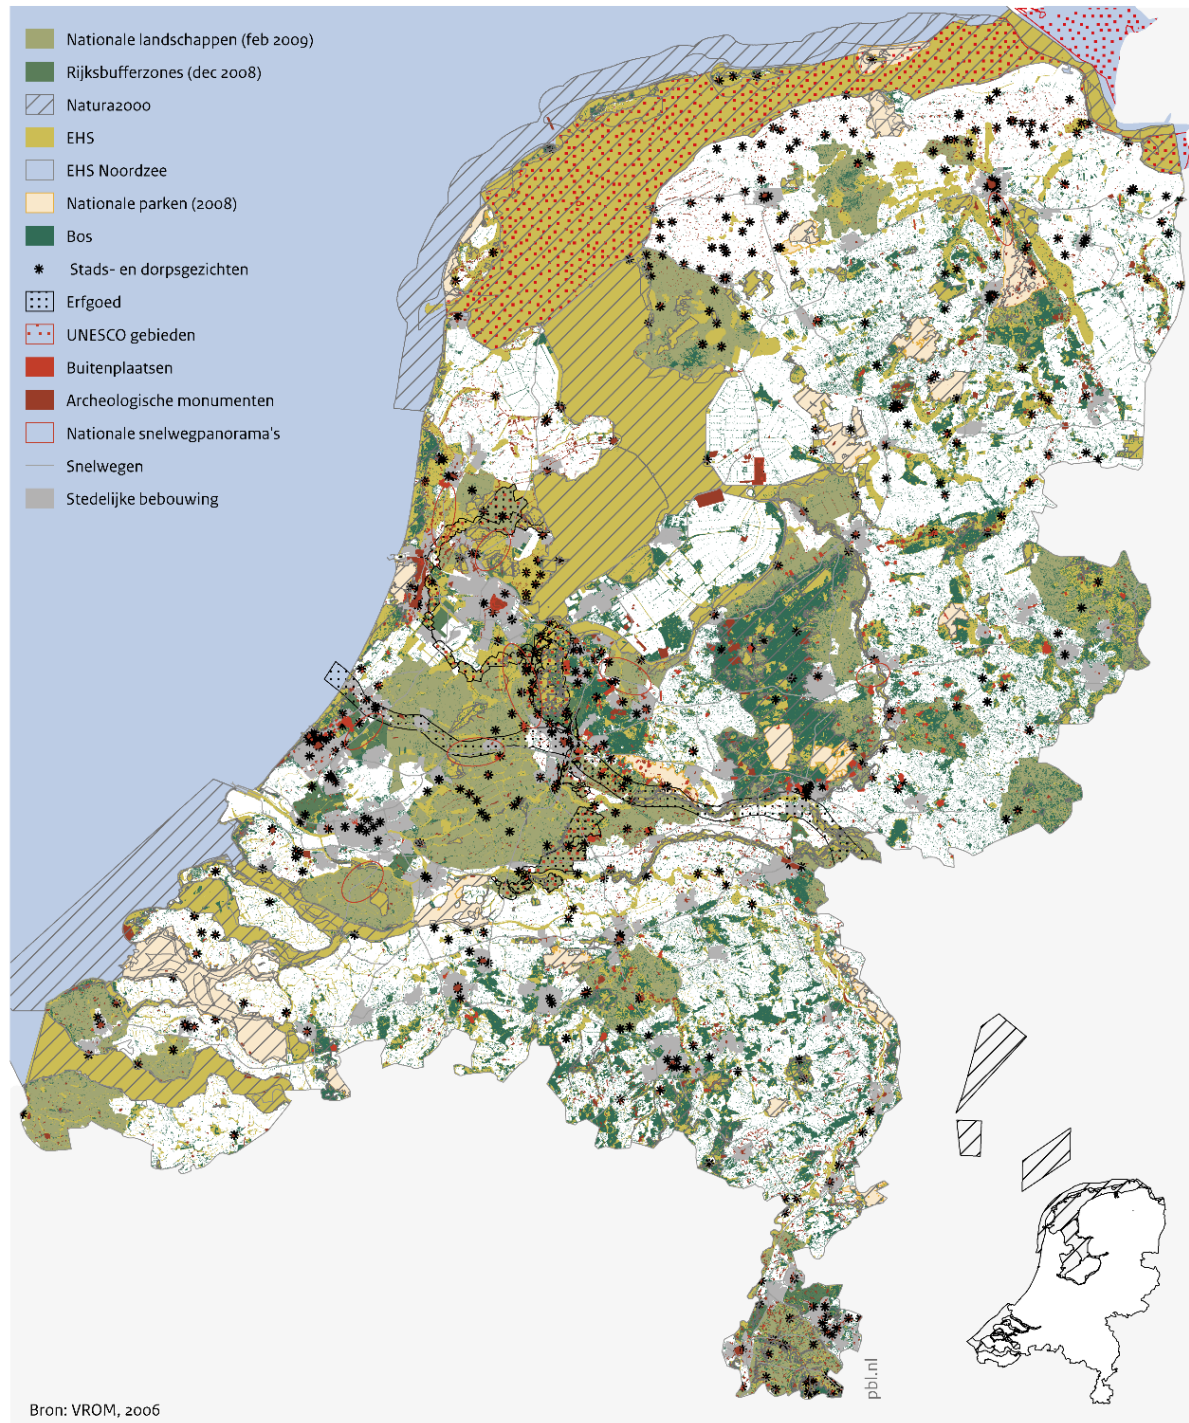 Nationale landschappen (feb 2009)
Rijksbufferzones (dec 2008)
Natura2000
EHS
EHS Noordzee
Nationale parken (2008)
Bos
Stads- en dorpsgezichten
Erfgoed
UNESCO gebieden
Buitenplaatsen
Archeologische monumenten
Nationale snelwegpanorama's
Snelwegen
Stedelijke bebouwing
pbl.nl
Bron: VROM, 2006